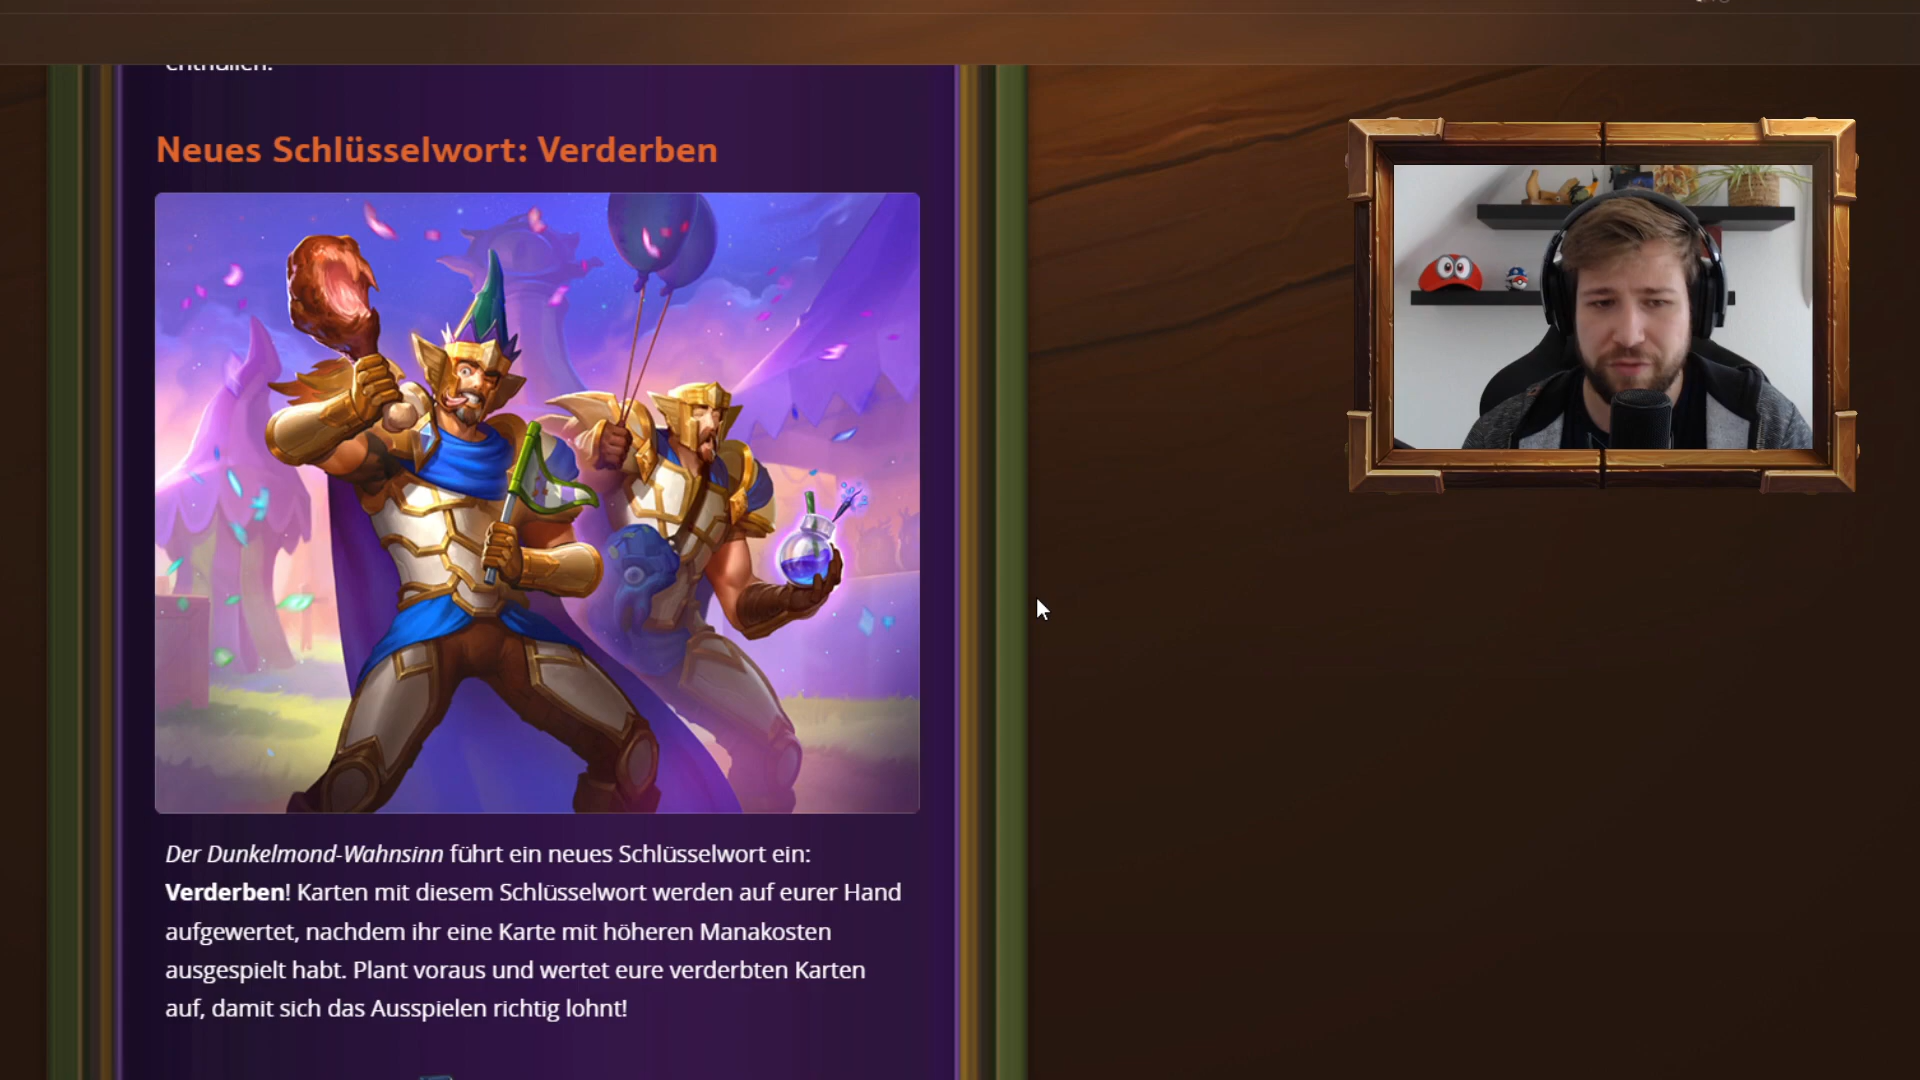 enthüllen.
Neues Schlüsselwort: Verderben
Der Dunkelmond-Wahnsinn führt ein neues Schlüsselwort ein:
Verderben! Karten mit diesem Schlüsselwort werden auf eurer Hand
aufgewertet, nachdem ihr eine Karte mit höheren Manakosten
ausgespielt habt. Plant voraus und wertet eure verderbten Karten
auf, damit sich das Ausspielen richtig lohnt!